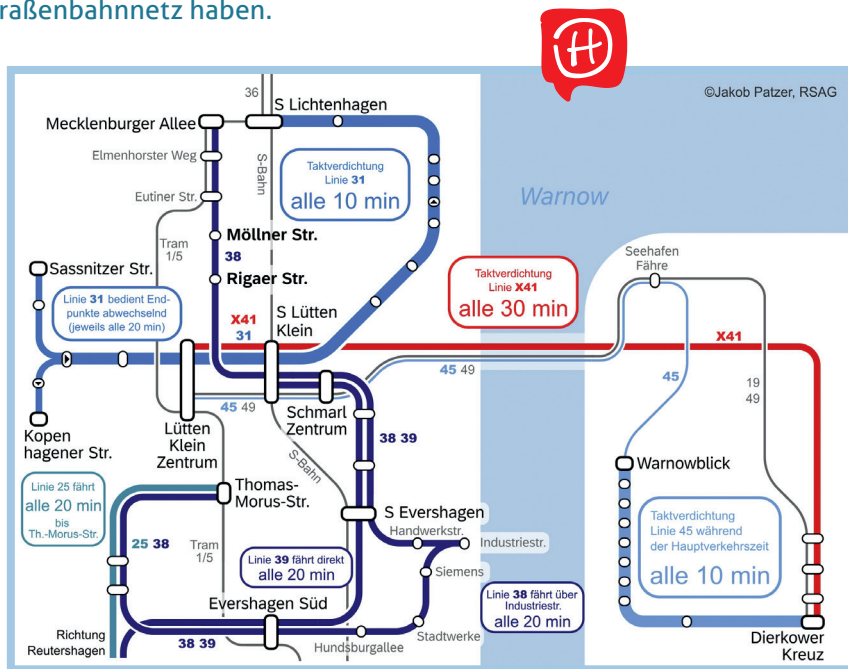 raßenbahnnetz haben.
H
©Jakob Patzer, RSAG
36
S Lichtenhagen
Mecklenburger Allee
Elmenhorster Weg
S-Bahn
Taktverdichtung
Linie 31
alle 10 min
Eutiner Str.
Warnow
Möllner Str.
38
Tram
1/5
Rigaer Str.
Seehafen
Fähre
Sassnitzer Str.
Taktverdichtung
Linie X41
alle 30 min
Linie 31 bedient End-
punkte abwechselnd
(jeweils alle 20 min)
X41
31
S Lütten
Klein
X41
45 49
45
19
49
45 49
Schmarl
Zentrum
Kopen
hagener Str.
Lütten
Klein
Zentrum
38 39
S-Bahn
Warnowblick
Linie 25 fährt
alle 20 min
bis
Th.-Morus-Str.
Thomas-
Morus-Str.
S Evershagen
Handwerkstr.
Industriestr.
Taktverdichtung
Linie 45 während
der Hauptverkehrszeit
alle 10 min
25 38
Tram
1/5
Linie 39 fährt direkt
alle 20 min
Siemens
Linie 38 fährt über
Industriestr.
alle 20 min
Evershagen Süd
Richtung
Reutershagen
38 39
Hundsburgallee
Stadtwerke
Dierkower
Kreuz